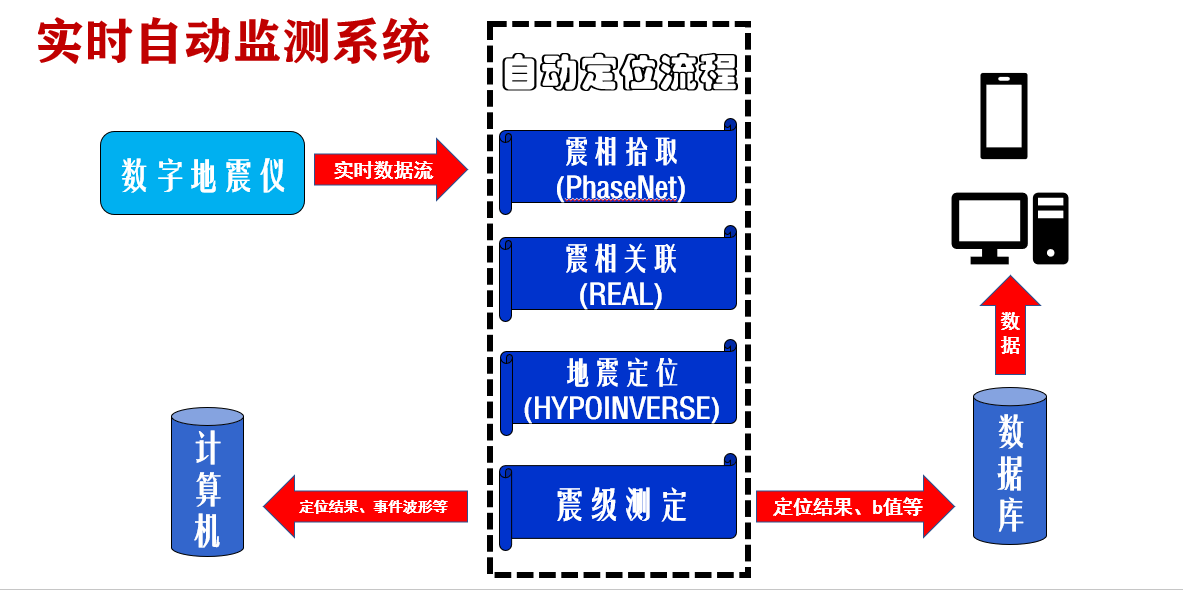 实时自动监测系统
自动定位流程
数字地震仪
实时数据流
震相拾取
(PhaseNet)
震相关联
(REAL)
地震定位
(HYPOINVERSE)
震级测定
定位结果、事件波形等
计算机
定位结果、b值等
数据库
数据